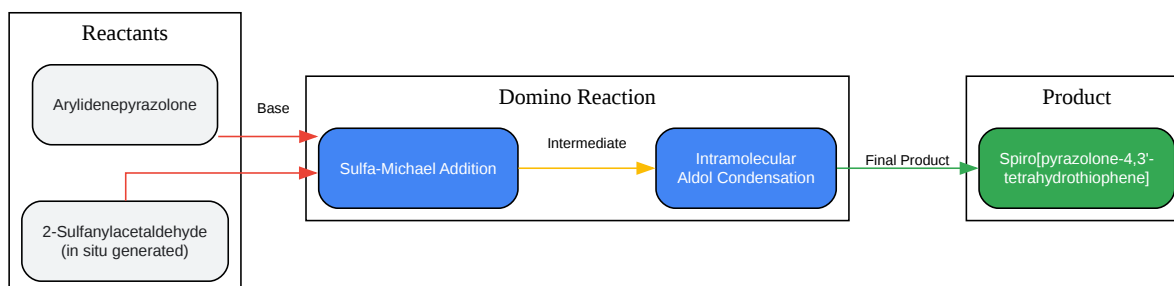 Reactants
Arylidenepyrazolone
2-Sulfanylacetaldehyde
(in situ generated)
Base
Domino Reaction
Sulfa-Michael Addition
Intermediate
Intramolecular
Aldol Condensation
Final Product
Product
Spiro[pyrazolone-4,3'-
tetrahydrothiophene]